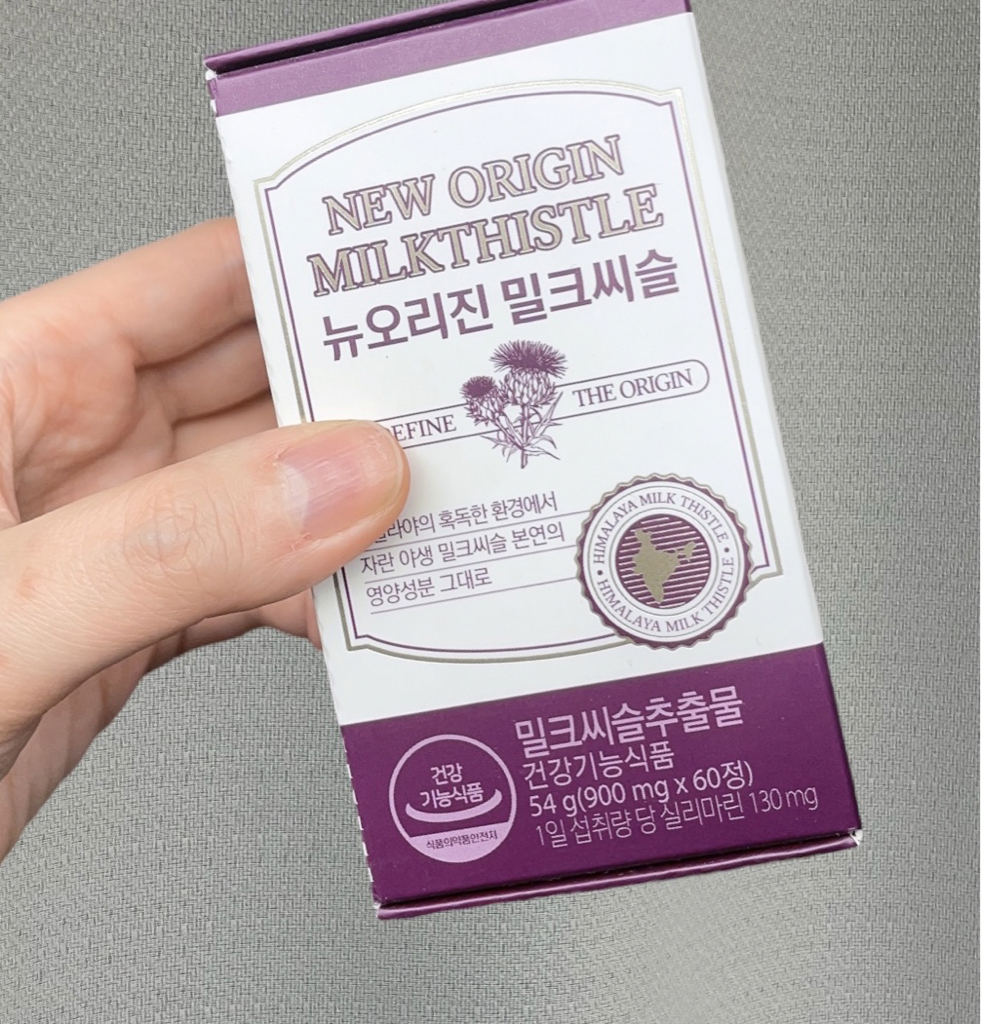 NEW ORIGIN
MILKTHISTLE
뉴오리진 밀크씨슬
THE ORIGIN
혹독한 환경에서
자란 야생 밀크씨슬 본연의
영양성분 그대로
HIMALAYA MILK THISTLE
HIMALAYA MILK THISTLE
밀크씨슬추출물
건강기능식품
54 g(900 mg x 60정)
1일 섭취량 당 실리마린 130 mg
건강
기능식품
식품의약품안전처